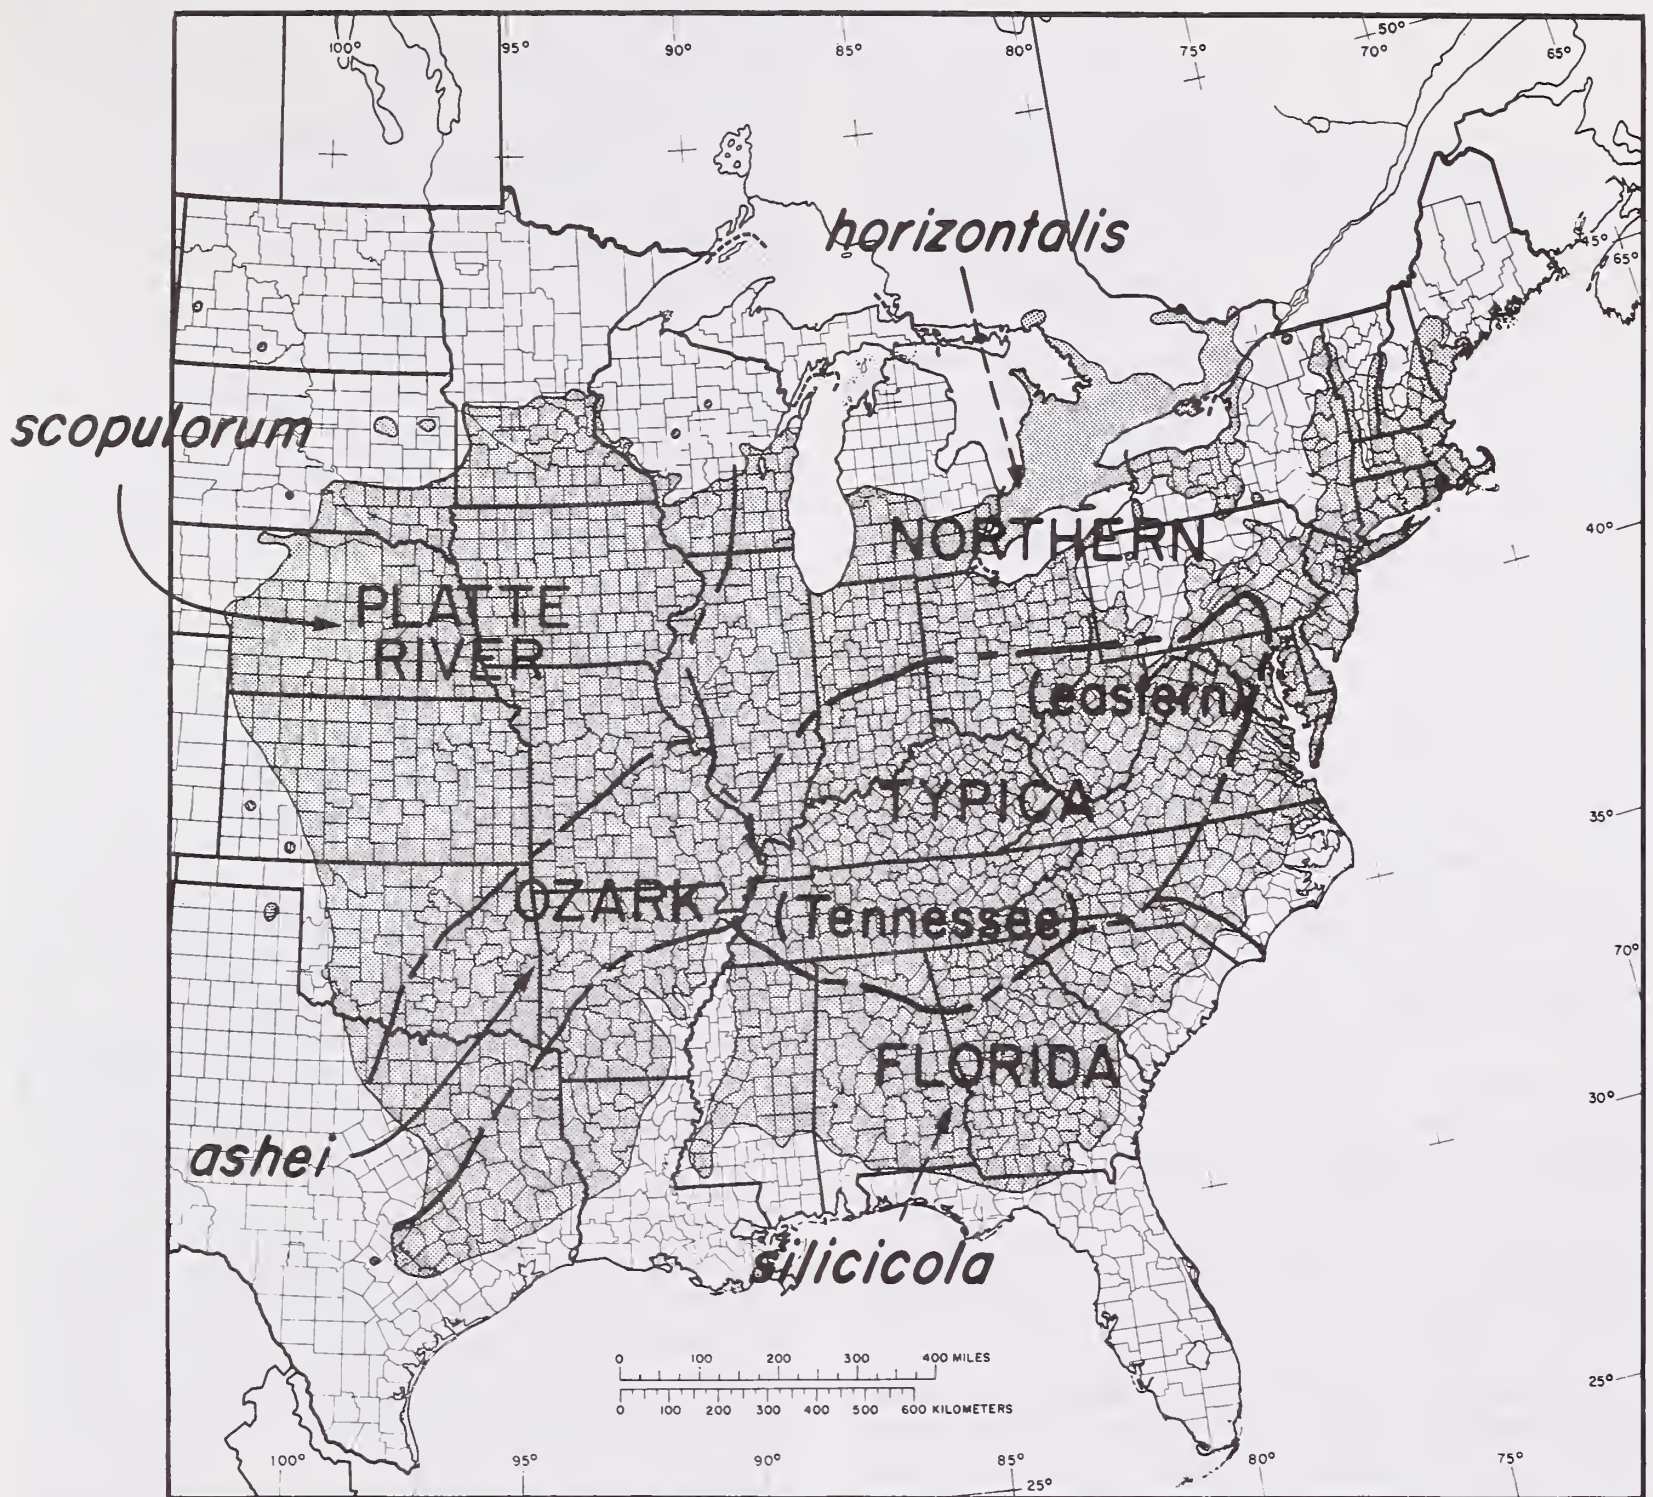 100° 95° 90° 85° 80° 75° 70° 50° 65°
horizontalis
45°
65°
scopulorum
NORTHERN
40°
PLATTE
RIVER
(eastern)
TYPICA
35°
OZARK
(Tennessee)
70°
FLORIDA
30°
ashei
silicicola
0 100 200 300 400 MILES
0 100 200 300 400 500 600 KILOMETERS
25°
100° 95° 90° 85° 80° 75°
25°